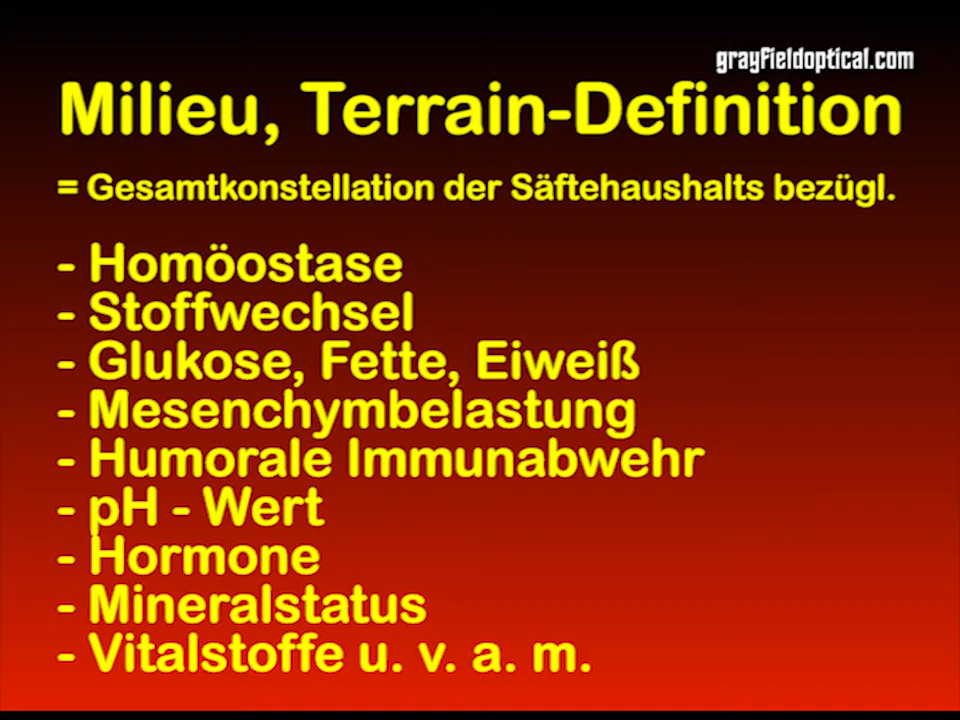 grayfieldoptical.com
Milieu, Terrain-Definition
= Gesamtkonstellation der Säftehaushalts bezügl.
- Homöostase
- Stoffwechsel
- Glukose, Fette, Eiweiß
- Mesenchymbelastung
- Humorale Immunabwehr
- pH - Wert
- Hormone
- Mineralstatus
- Vitalstoffe u. v. a. m.